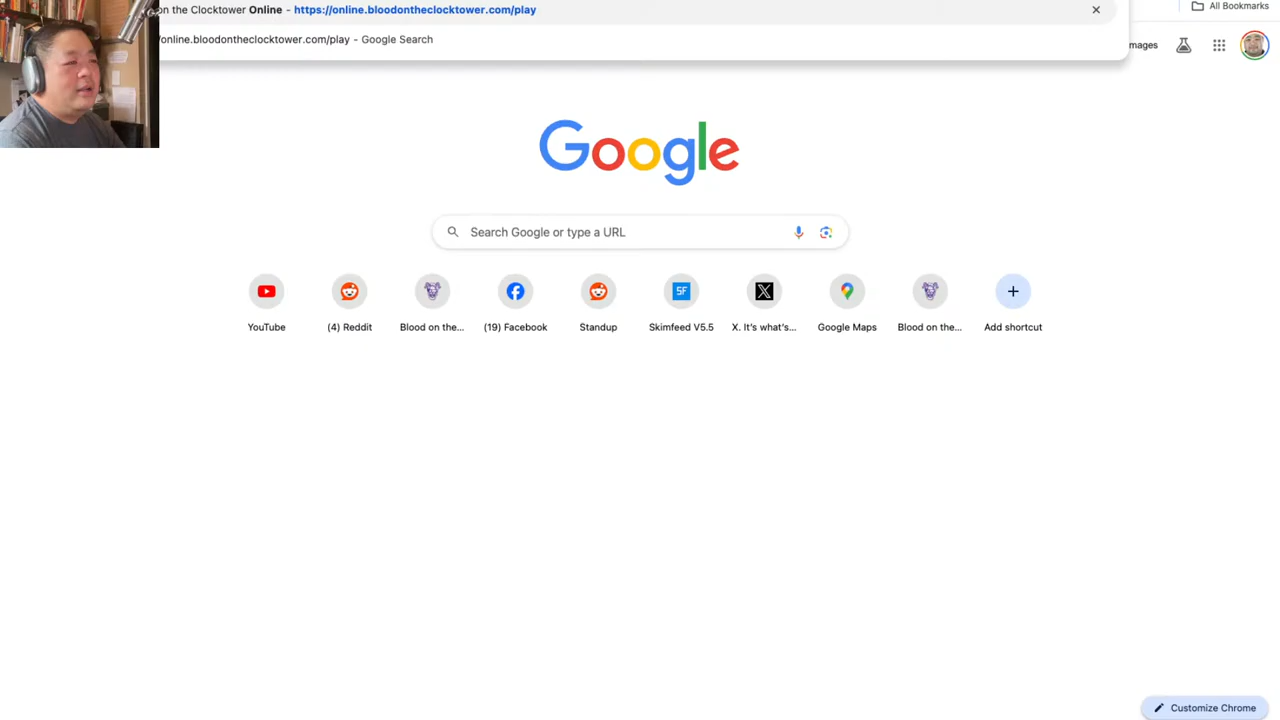 on the Clocktower Online - https://online.bloodontheclocktower.com/play
All Bookmarks
/online.bloodontheclocktower.com/play - Google Search
mages
Google
Search Google or type a URL
SF
YouTube
(4) Reddit
Blood on the...
(19) Facebook
Standup
Skimfeed V5.5
X. It's what's...
Google Maps
Blood on the...
Add shortcut
Customize Chrome